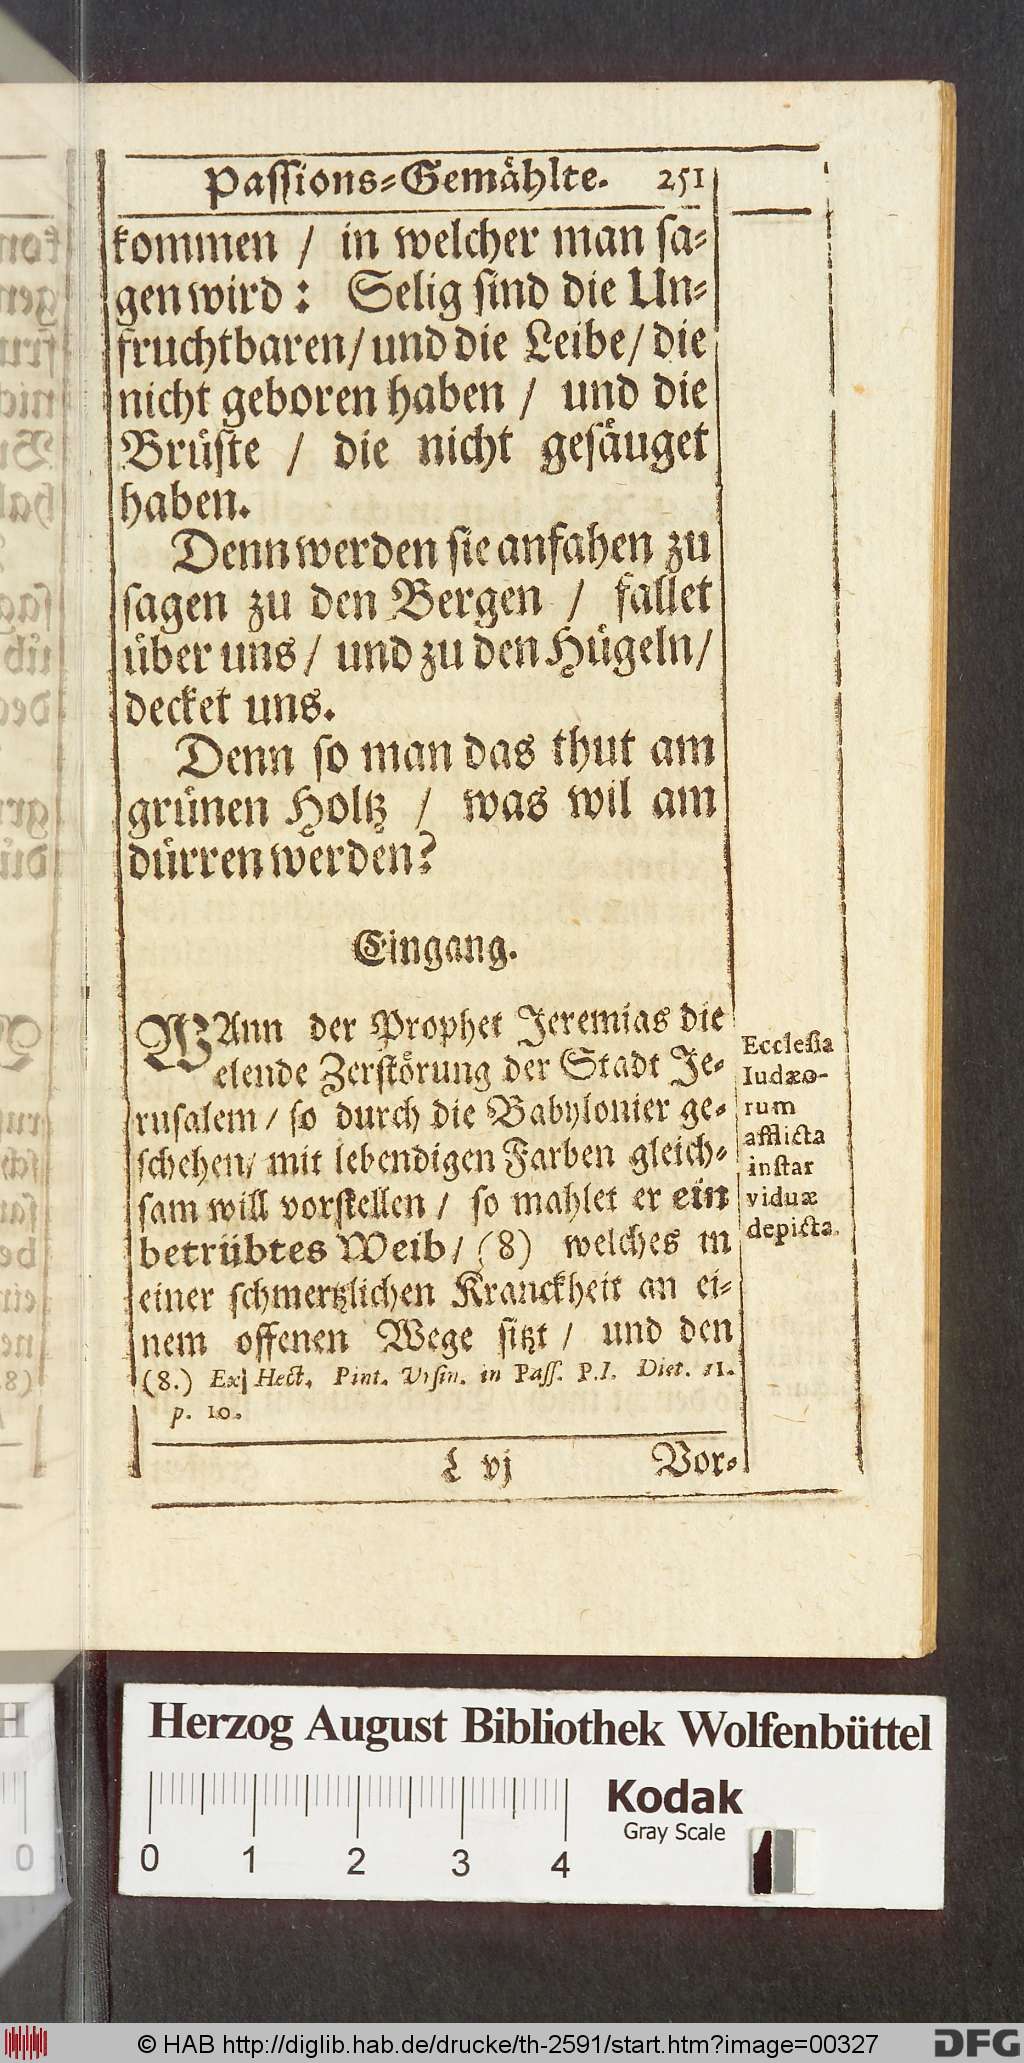 Passions-Gemählte. 251
kommen / in welcher man sa-
gen wird: Selig sind die Un-
fruchtbaren/ und die Leibe/ die
nicht geboren haben / und die
Brüste / die nicht gesäuget
haben.
Denn werden sie anfahen zu
sagen zu den Bergen / fallet
über uns / und zu den Hügeln/
decket uns.
Denn so man das thut am
grünen Holtz / was wil am
dürren werden?
Eingang.
WAnn der Prophet Jeremias die
elende Zerstörung der Stadt Je-
rusalem / so durch die Babylonier ge-
schehen/ mit lebendigen Farben gleich-
sam will vorstellen / so mahlet er ein
betrübtes Weib / (8) welches in
einer schmertzlichen Kranckheit an ei-
nem offenen Wege sitzt / und den
Ecclesia
Iudæo-
rum
afflicta
instar
viduæ
depicta.
(8.) Ex Hect. Pint. Ursin. in Pass. P.I. Diet. 11.
p. 10.
L vj Vor-
Herzog August Bibliothek Wolfenbüttel
0 1 2 3 4
Kodak
Gray Scale
© HAB http://diglib.hab.de/drucke/th-2591/start.htm?image=00327
DFG